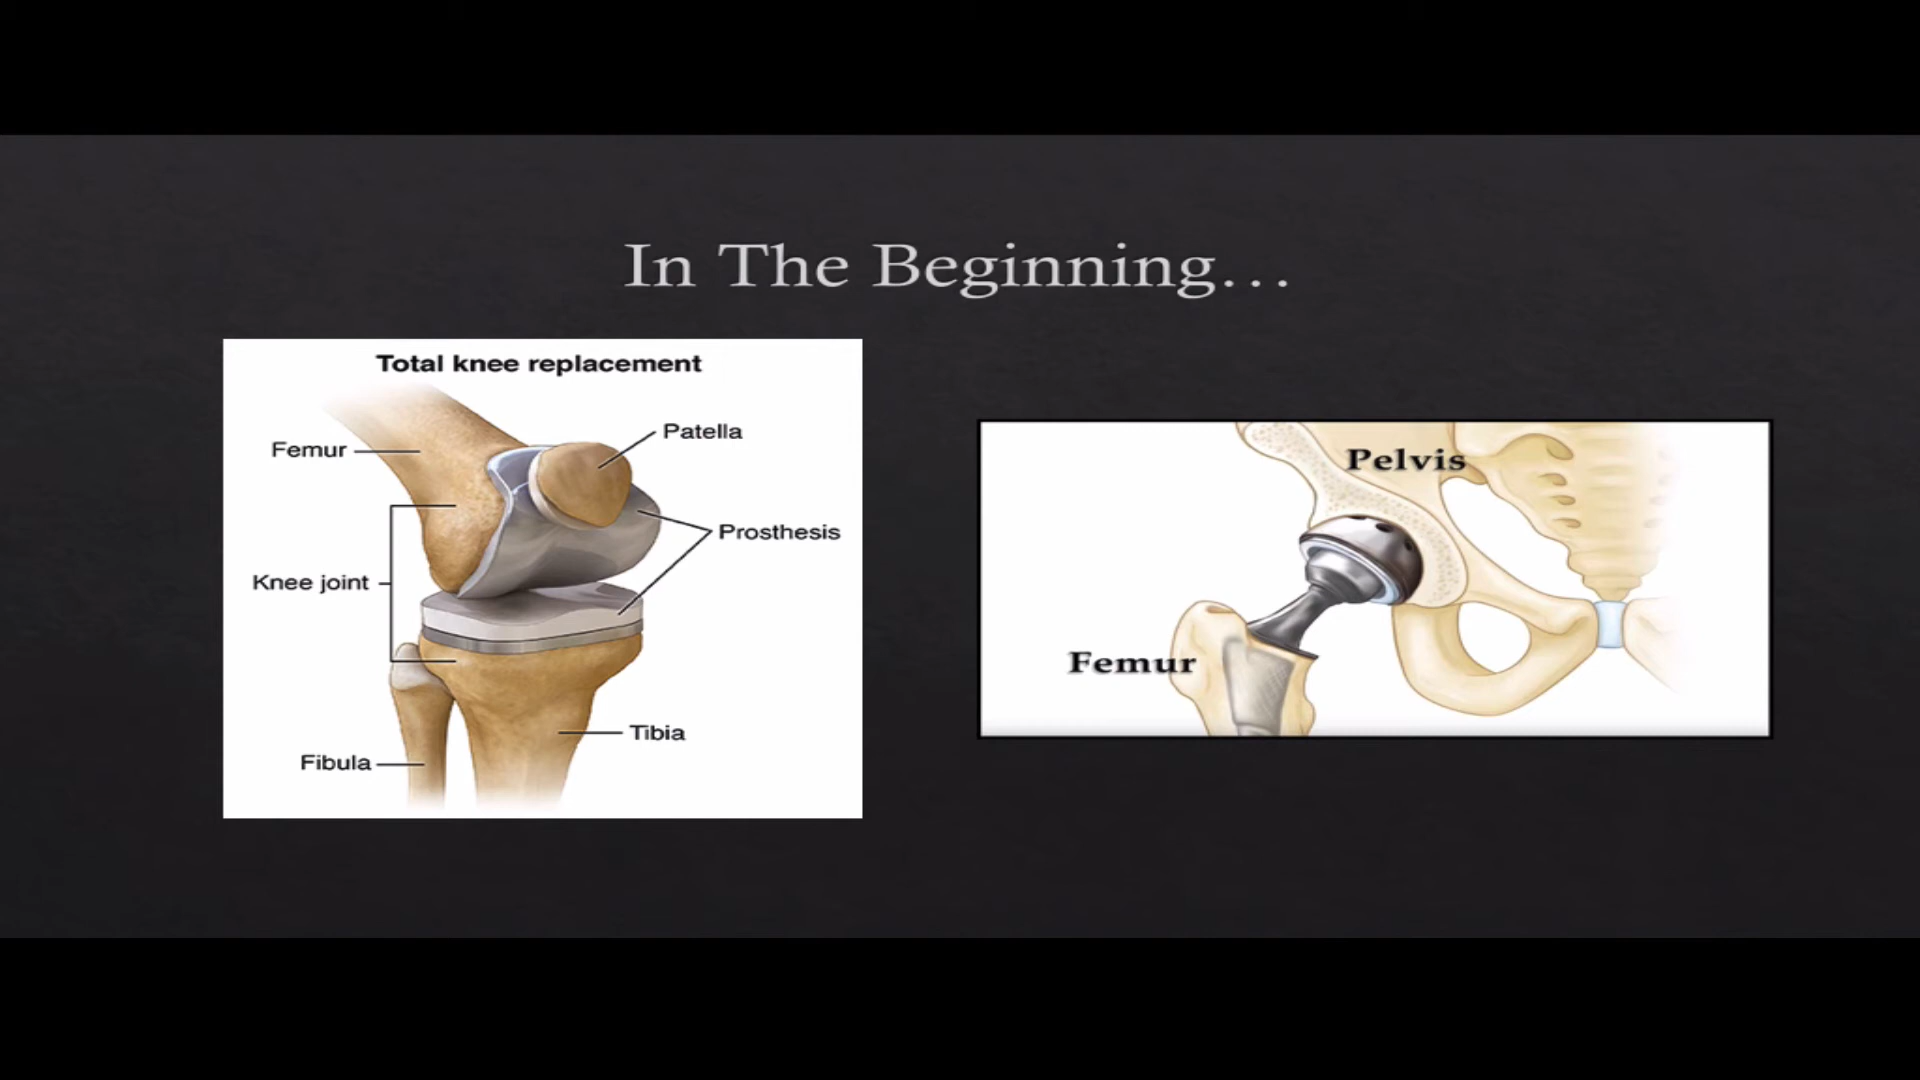 In The Beginning…
Total knee replacement
Patella
Femur
Prosthesis
Knee joint
Tibia
Fibula
Pelvis
Femur